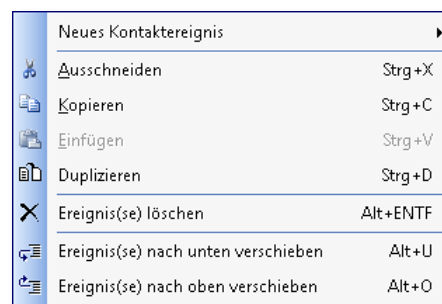 Neues Kontaktereignis
Ausschneiden Strg+X
Kopieren Strg+C
Einfügen Strg+V
Duplizieren Strg+D
Ereignis(se) löschen Alt+ENTF
Ereignis(se) nach unten verschieben Alt+U
Ereignis(se) nach oben verschieben Alt+O